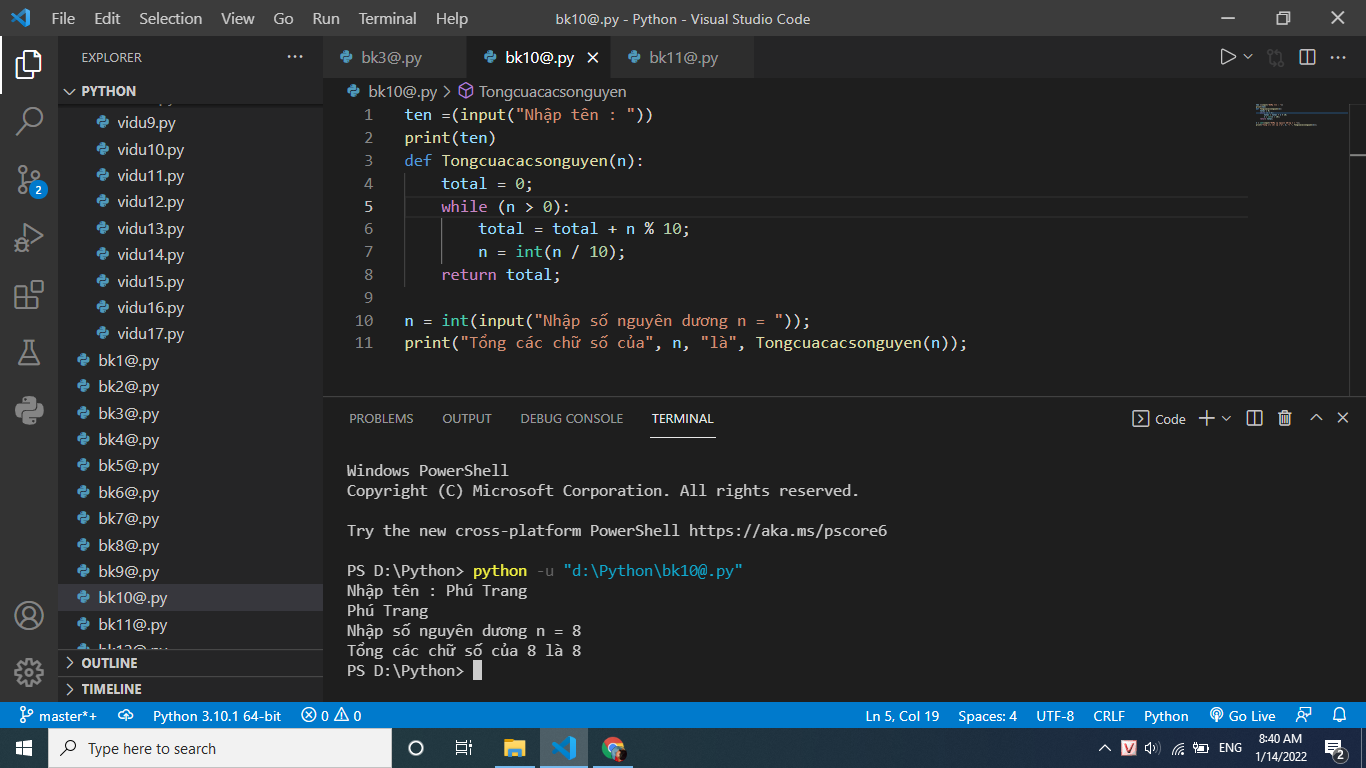 File Edit Selection View Go Run Terminal Help bk10@.py - Python - Visual Studio Code
EXPLORER
PYTHON
vidu9.py
vidu10.py
vidu11.py
vidu12.py
vidu13.py
vidu14.py
vidu15.py
vidu16.py
vidu17.py
bk1@.py
bk2@.py
bk3@.py
bk4@.py
bk5@.py
bk6@.py
bk7@.py
bk8@.py
bk9@.py
bk10@.py
bk11@.py
OUTLINE
TIMELINE
2
bk3@.py bk10@.py bk11@.py
bk10@.py > Tongcuacacsonguyen
1 ten =(input("Nhập tên : "))
2 print(ten)
3 def Tongcuacacsonguyen(n):
4 total = 0;
5 while (n > 0):
6 total = total + n % 10;
7 n = int(n / 10);
8 return total;
9
10 n = int(input("Nhập số nguyên dương n = "));
11 print("Tổng các chữ số của", n, "là", Tongcuacacsonguyen(n));
PROBLEMS OUTPUT DEBUG CONSOLE TERMINAL Code
Windows PowerShell
Copyright (C) Microsoft Corporation. All rights reserved.
Try the new cross-platform PowerShell https://aka.ms/pscore6
PS D:\Python> python -u "d:\Python\bk10@.py"
Nhập tên : Phú Trang
Phú Trang
Nhập số nguyên dương n = 8
Tổng các chữ số của 8 là 8
PS D:\Python>
master*+ Python 3.10.1 64-bit 0 0 Ln 5, Col 19 Spaces: 4 UTF-8 CRLF Python Go Live
Type here to search ENG 8:40 AM
1/14/2022 2